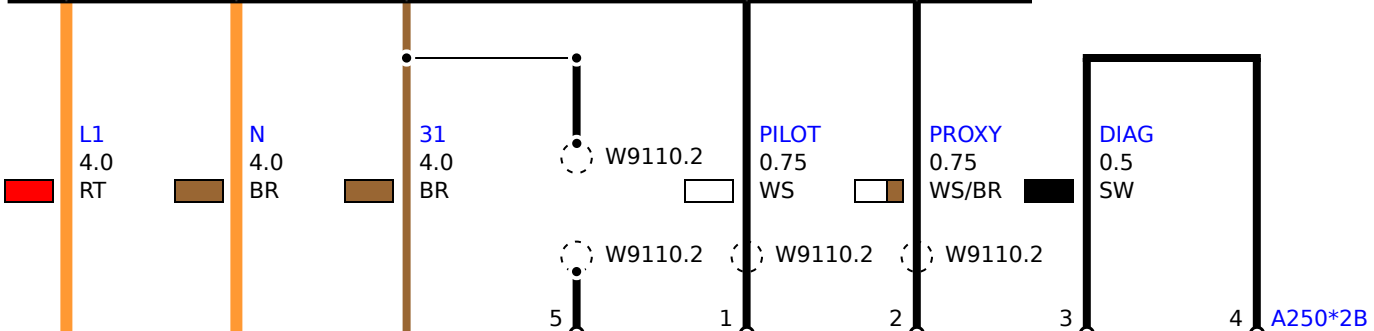 L1
4.0
RT
N
4.0
BR
31
4.0
BR
W9110.2
PILOT
0.75
WS
PROXY
0.75
WS/BR
DIAG
0.5
SW
W9110.2
W9110.2
W9110.2
5
1
2
3
4
A250*2B